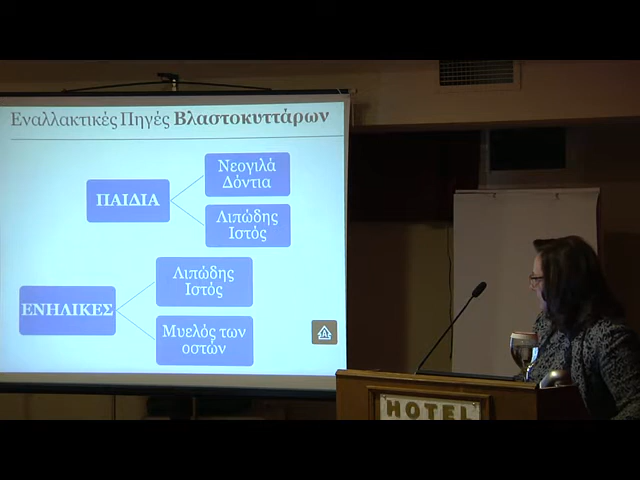 Εναλλακτικές Πηγές Βλαστοκυττάρων
ΠΑΙΔΙΑ
Νεογιλά
Δόντια
Λιπώδης
Ιστός
ΕΝΗΛΙΚΕΣ
Λιπώδης
Ιστός
Μυελός των
οστών
HOTEL